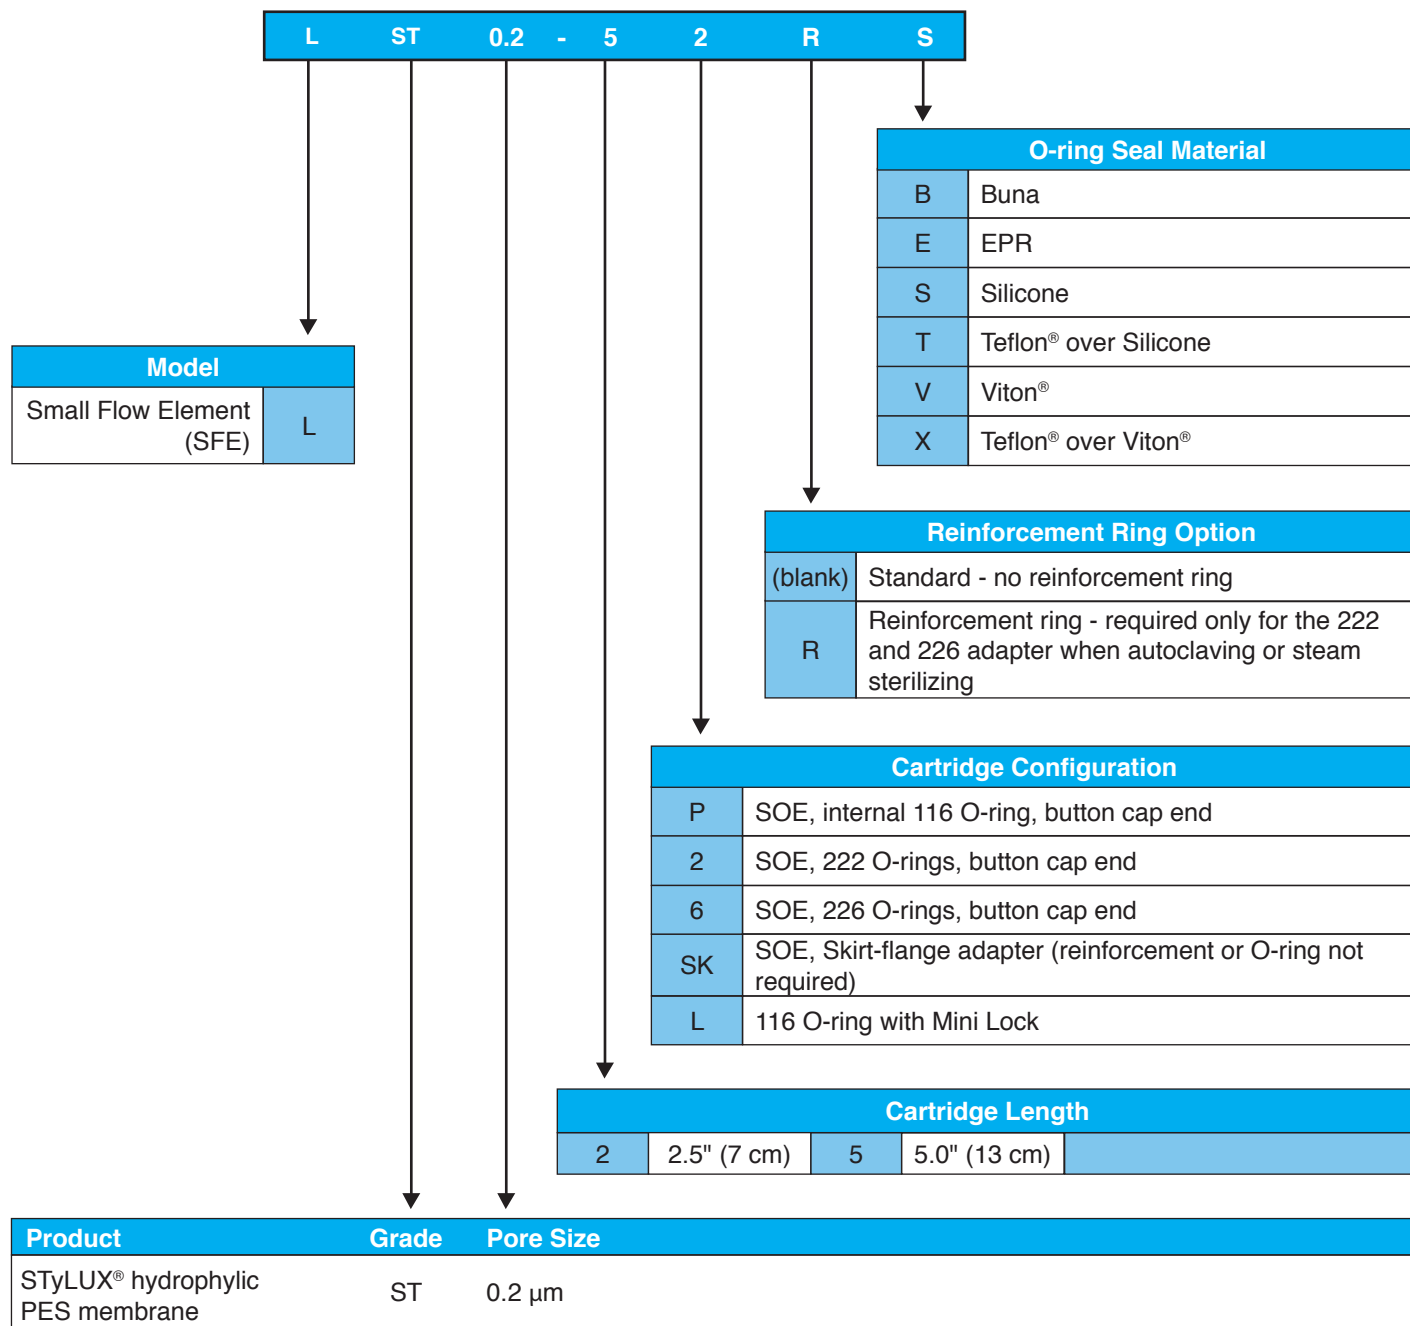 L ST 0.2 - 5 2 R S
O-ring Seal Material
B Buna
E EPR
S Silicone
T Teflon® over Silicone
V Viton®
X Teflon® over Viton®
Model
Small Flow Element
(SFE) L
Reinforcement Ring Option
(blank) Standard - no reinforcement ring
R Reinforcement ring - required only for the 222
and 226 adapter when autoclaving or steam
sterilizing
Cartridge Configuration
P SOE, internal 116 O-ring, button cap end
2 SOE, 222 O-rings, button cap end
6 SOE, 226 O-rings, button cap end
SK SOE, Skirt-flange adapter (reinforcement or O-ring not
required)
L 116 O-ring with Mini Lock
Cartridge Length
2 2.5" (7 cm) 5 5.0" (13 cm)
Product Grade Pore Size
STyLUX® hydrophylic
PES membrane ST 0.2 µm